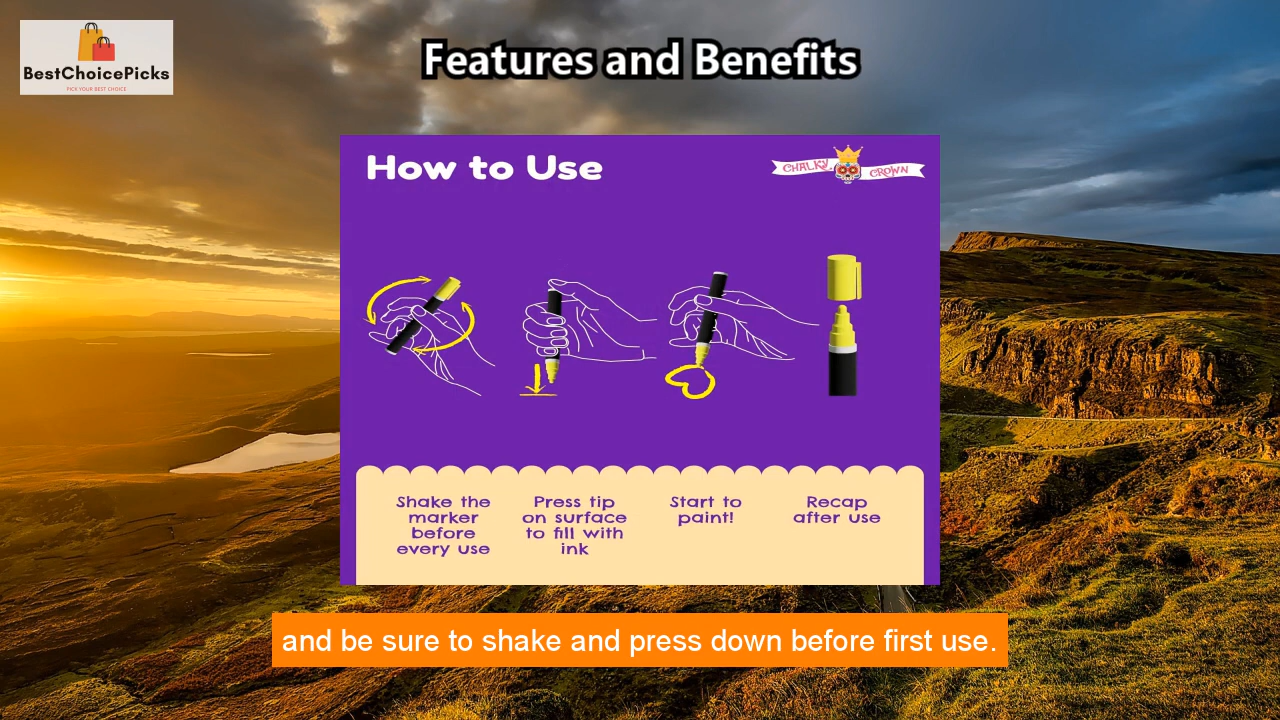 BestChoicePicks
PICK YOUR BEST CHOICE
Features and Benefits
How to Use
CHALKY CROWN
Shake the
marker
before
every use
Press tip
on surface
to fill with
ink
Start to
paint!
Recap
after use
and be sure to shake and press down before first use.